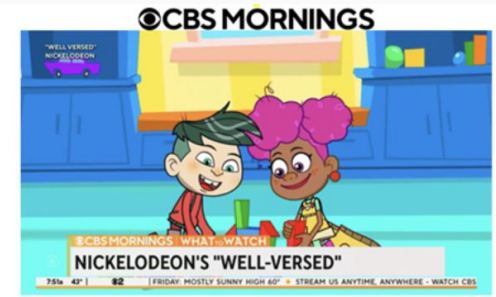 CBS MORNINGS
"WELL VERSED"
NICKELODEON
CBS MORNINGS | WHAT TO WATCH
NICKELODEON'S "WELL-VERSED"
7:51a 43° | 2 | FRIDAY: MOSTLY SUNNY HIGH 60° ★ STREAM US ANYTIME, ANYWHERE - WATCH CBS